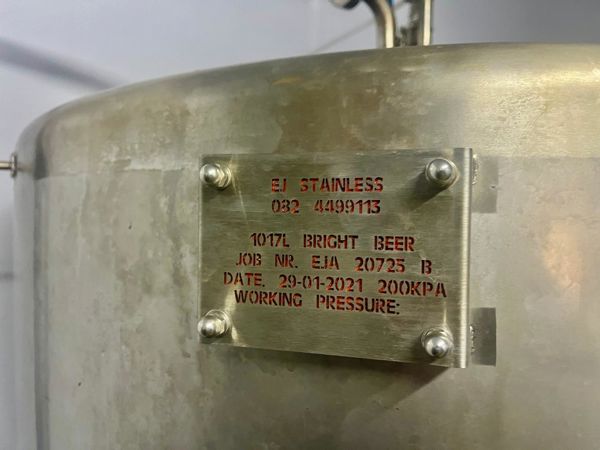 EJ STAINLESS
082 4499113
1017L BRIGHT BEER
JOB NR. EJA 20725 B
DATE. 29-01-2021 200KPA
WORKING PRESSURE: